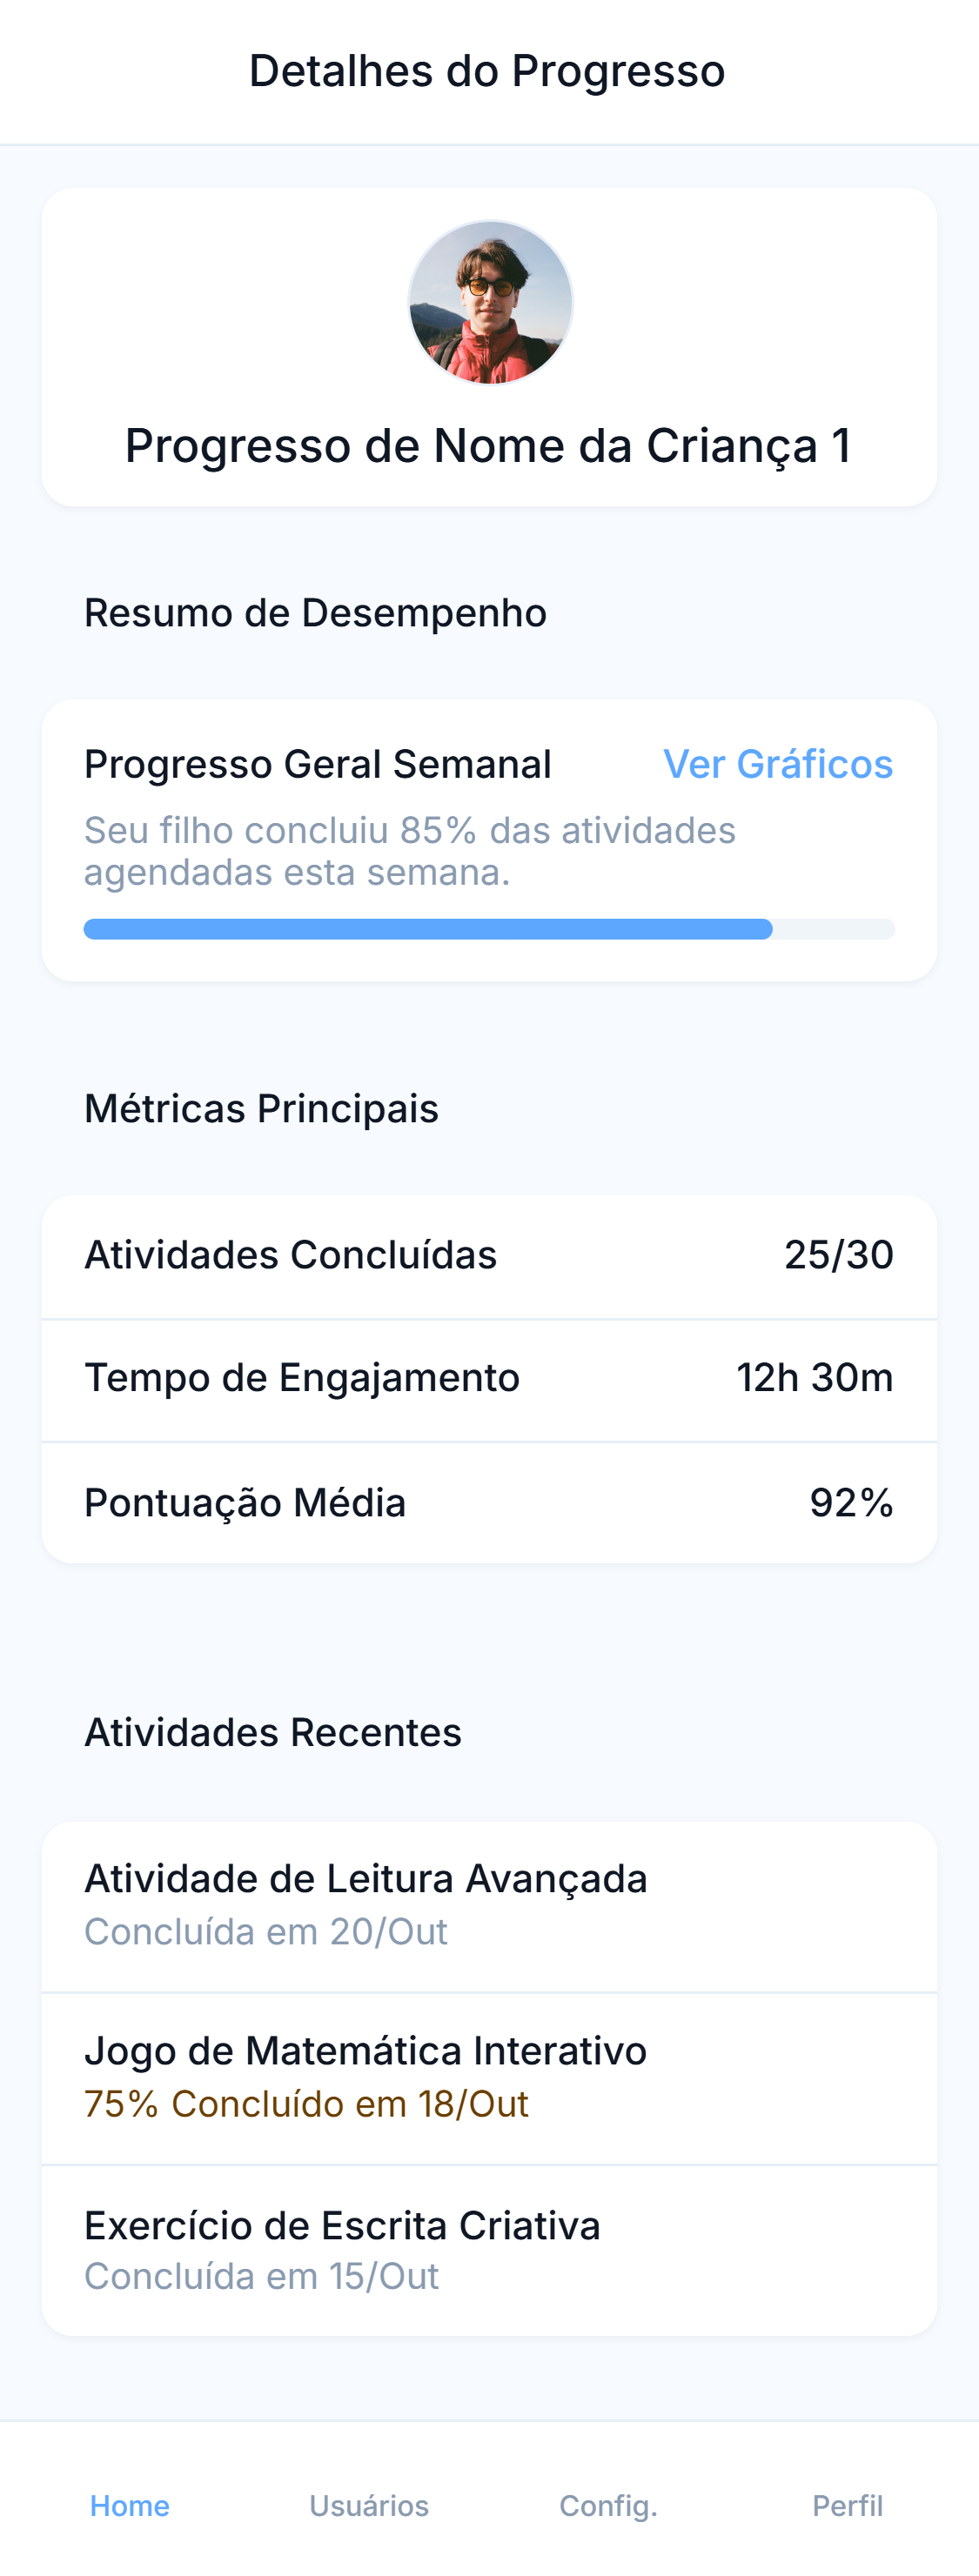 Detalhes do Progresso
Progresso de Nome da Criança 1
Resumo de Desempenho
Progresso Geral Semanal
Ver Gráficos
Seu filho concluiu 85% das atividades
agendadas esta semana.
Métricas Principais
Atividades Concluídas
25/30
Tempo de Engajamento
12h 30m
Pontuação Média
92%
Atividades Recentes
Atividade de Leitura Avançada
Concluída em 20/Out
Jogo de Matemática Interativo
75% Concluído em 18/Out
Exercício de Escrita Criativa
Concluída em 15/Out
Home
Usuários
Config.
Perfil